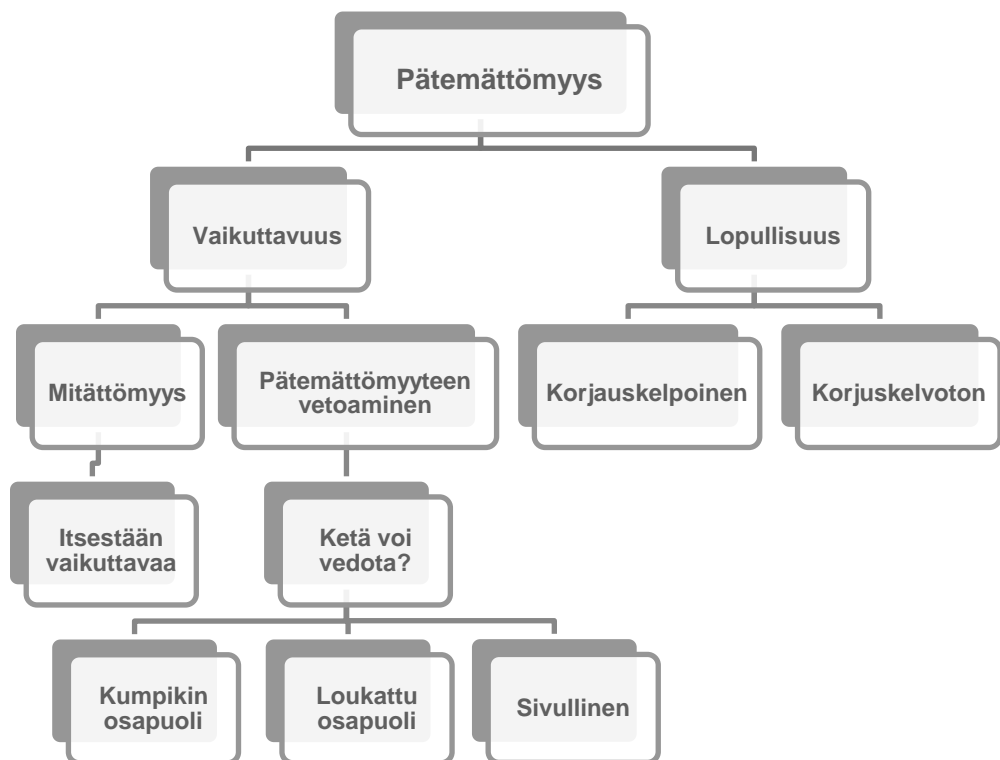 Pätemättömyys
Vaikuttavuus
Lopullisuus
Mitättömyys
Pätemättömyyteen
vetoaminen
Korjauskelpoinen
Korjuskelvoton
Itsestään
vaikuttavaa
Ketä voi
vedota?
Kumpikin
osapuoli
Loukattu
osapuoli
Sivullinen